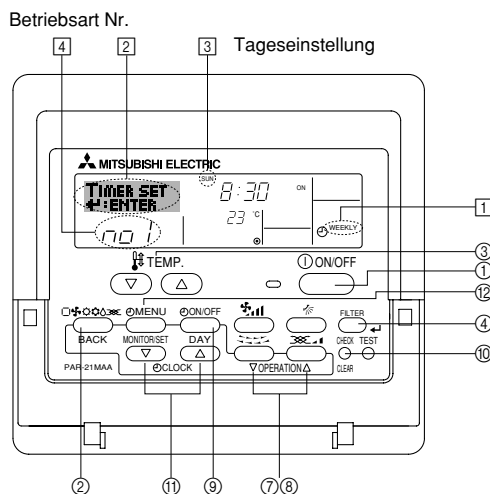 Betriebsart Nr.
4 2 3 Tageseinstellung
MITSUBISHI ELECTRIC
TIMER SET SUN 8:30 ON
↵:ENTER
23 °C
no 1 WEEKLY 1
TEMP. ON/OFF ③
①
MENU ON/OFF FILTER ⑫
④
BACK MONITOR/SET DAY CHECK TEST
⑩
PAR-21MAA CLOCK ▽OPERATION△ CLEAR
② ⑪ ⑨ ⑦⑧